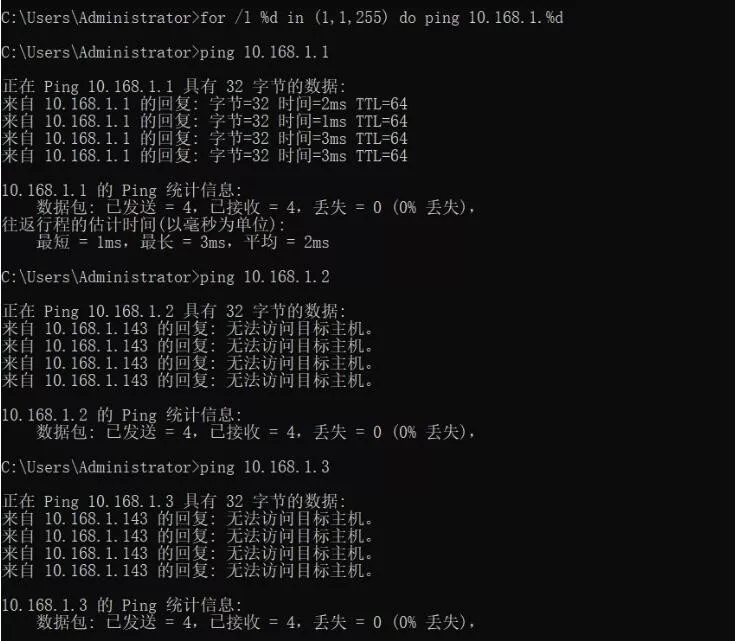 C:\Users\Administrator>for /l %d in (1,1,255) do ping 10.168.1.%d
C:\Users\Administrator>ping 10.168.1.1
正在 Ping 10.168.1.1 具有 32 字节的数据:
来自 10.168.1.1 的回复: 字节=32 时间=2ms TTL=64
来自 10.168.1.1 的回复: 字节=32 时间=1ms TTL=64
来自 10.168.1.1 的回复: 字节=32 时间=3ms TTL=64
来自 10.168.1.1 的回复: 字节=32 时间=3ms TTL=64
10.168.1.1 的 Ping 统计信息:
数据包: 已发送 = 4，已接收 = 4，丢失 = 0 (0% 丢失)，
往返行程的估计时间(以毫秒为单位):
最短 = 1ms，最长 = 3ms，平均 = 2ms
C:\Users\Administrator>ping 10.168.1.2
正在 Ping 10.168.1.2 具有 32 字节的数据:
来自 10.168.1.143 的回复: 无法访问目标主机。
来自 10.168.1.143 的回复: 无法访问目标主机。
来自 10.168.1.143 的回复: 无法访问目标主机。
来自 10.168.1.143 的回复: 无法访问目标主机。
10.168.1.2 的 Ping 统计信息:
数据包: 已发送 = 4，已接收 = 4，丢失 = 0 (0% 丢失)，
C:\Users\Administrator>ping 10.168.1.3
正在 Ping 10.168.1.3 具有 32 字节的数据:
来自 10.168.1.143 的回复: 无法访问目标主机。
来自 10.168.1.143 的回复: 无法访问目标主机。
来自 10.168.1.143 的回复: 无法访问目标主机。
来自 10.168.1.143 的回复: 无法访问目标主机。
10.168.1.3 的 Ping 统计信息:
数据包: 已发送 = 4，已接收 = 4，丢失 = 0 (0% 丢失)，